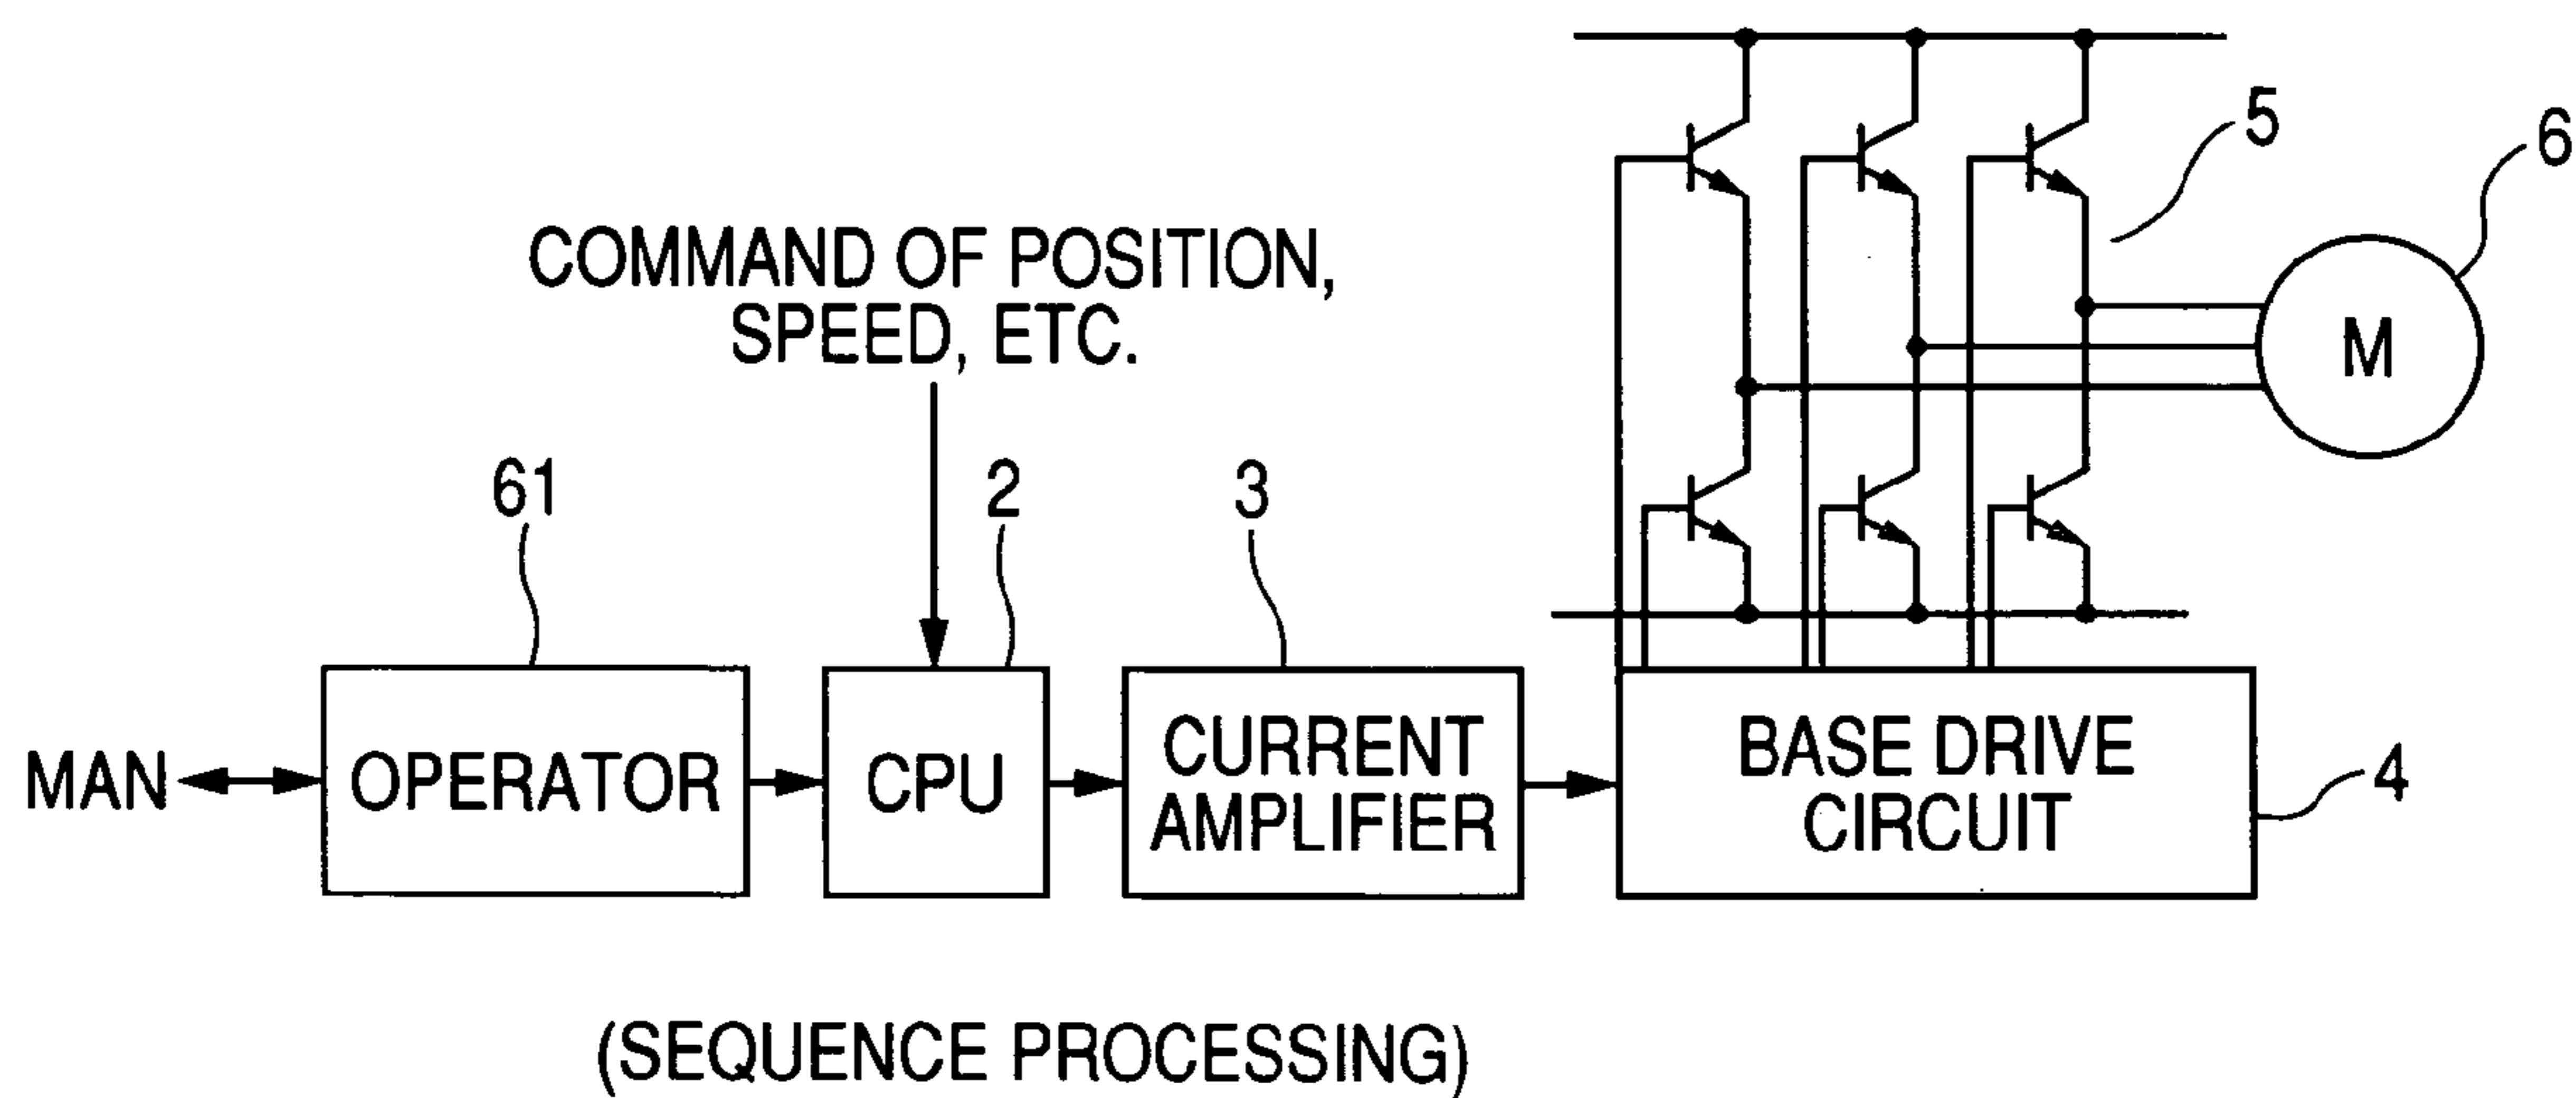 5
6
COMMAND OF POSITION,
SPEED, ETC.
M
61
2
3
MAN
OPERATOR
CPU
CURRENT
AMPLIFIER
BASE DRIVE
CIRCUIT
4
(SEQUENCE PROCESSING)